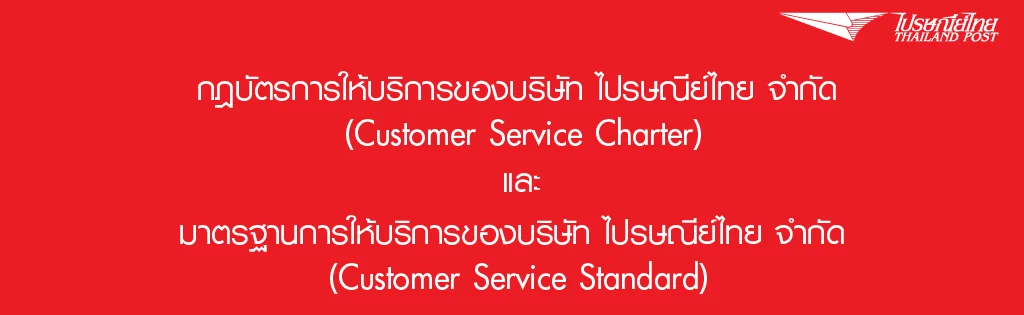 ไปรษณีย์ไทย
THAILAND POST
กฎบัตรการให้บริการของบริษัท ไปรษณีย์ไทย จำกัด
(Customer Service Charter)
และ
มาตรฐานการให้บริการของบริษัท ไปรษณีย์ไทย จำกัด
(Customer Service Standard)